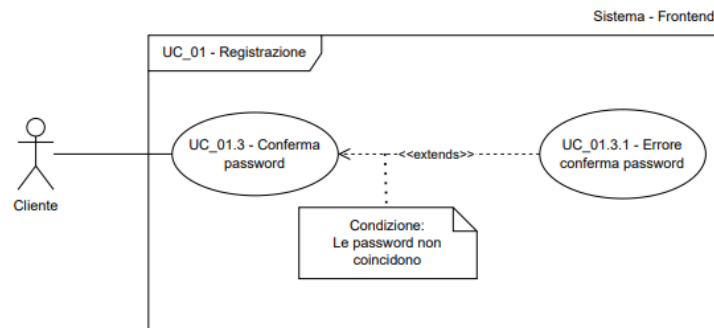 Sistema - Frontend
UC_01 - Registrazione
UC_01.3 - Conferma
password
<<extends>>
UC_01.3.1 - Errore
conferma password
Cliente
Condizione:
Le password non
coincidono